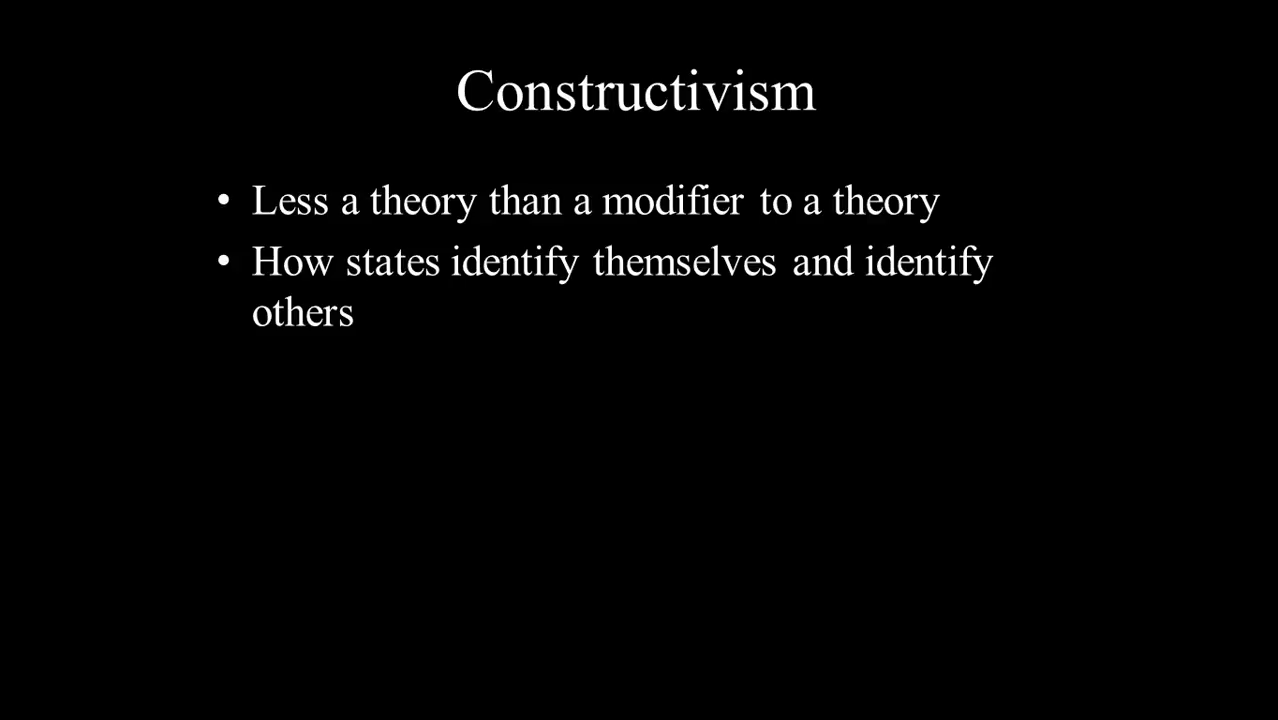 Constructivism
• Less a theory than a modifier to a theory
• How states identify themselves and identify
others